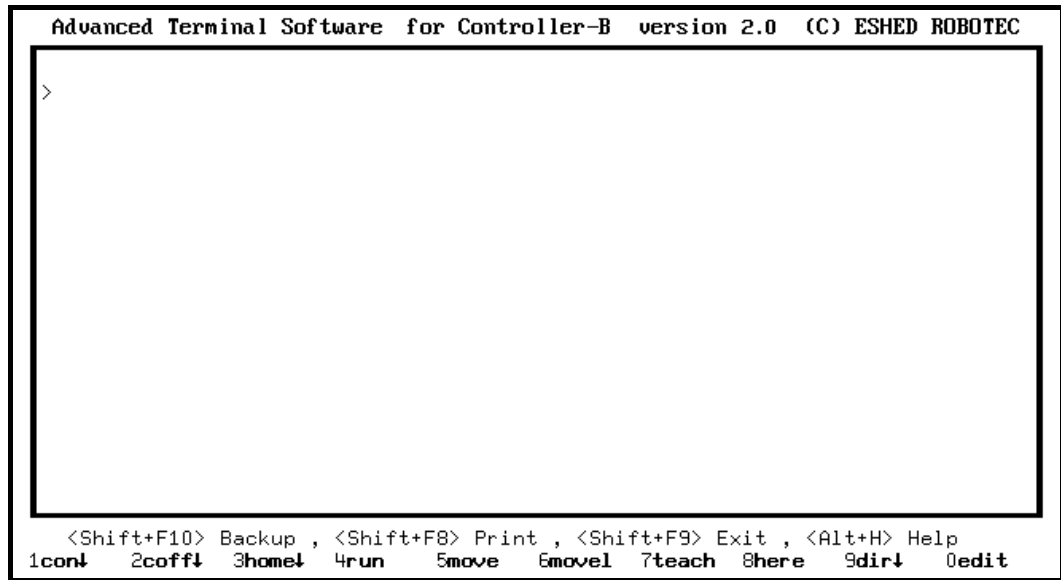 Advanced Terminal Software for Controller-B version 2.0 (C) ESHED ROBOTEC
>
<Shift+F10> Backup , <Shift+F8> Print , <Shift+F9> Exit , <Alt+H> Help
1con↓ 2coff↓ 3home↓ 4run 5move 6movel 7teach 8here 9dir↓ 0edit